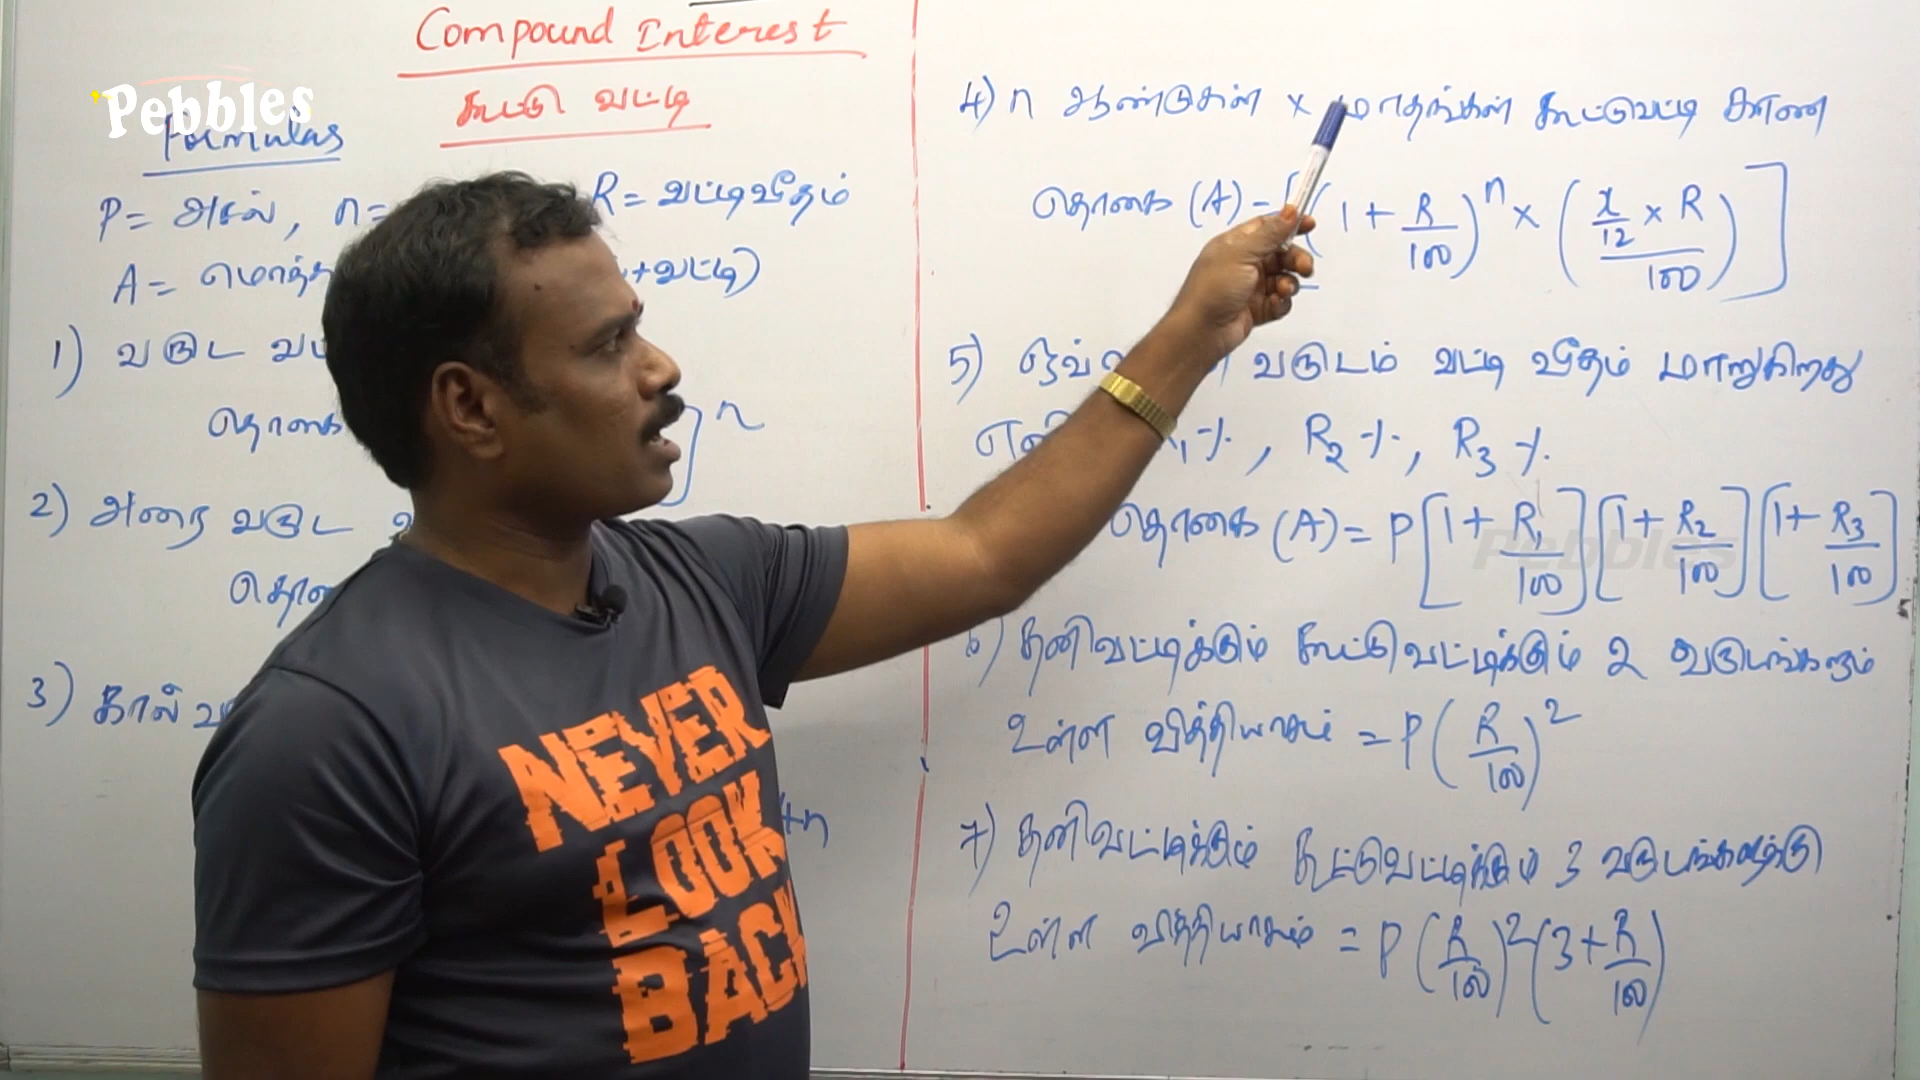 Compound Interest
கூட்டு வட்டி
Pebbles
Formulas
P = அசல், n = R = வட்டிவீதம்
A = மொத்த +வட்டி)
1) வருட
தொகை n
2) அரை வருட
3) கால்
4n
4) n ஆண்டுகள் x மாதங்கள் கூட்டுவட்டி காண
தொகை (A) = (1 + R/100)^n × (x/12 × R / 100)]
5) வருடம் வட்டி வீதம் மாறுகிறது
%, R2 %, R3 %.
தொகை (A) = P [1 + R1/100] [1 + R2/100] [1 + R3/100]
Pebbles
6) தனிவட்டிக்கும் கூட்டுவட்டிக்கும் 2 வருடங்களும்
உள்ள வித்தியாசம் = P (R/100)^2
7) தனிவட்டிக்கும் கூட்டுவட்டிக்கும் 3 வருடங்களுக்கு
உள்ள வித்தியாசம் = P (R/100)^2 (3 + R/100)
NEVER
LOOK
BACK